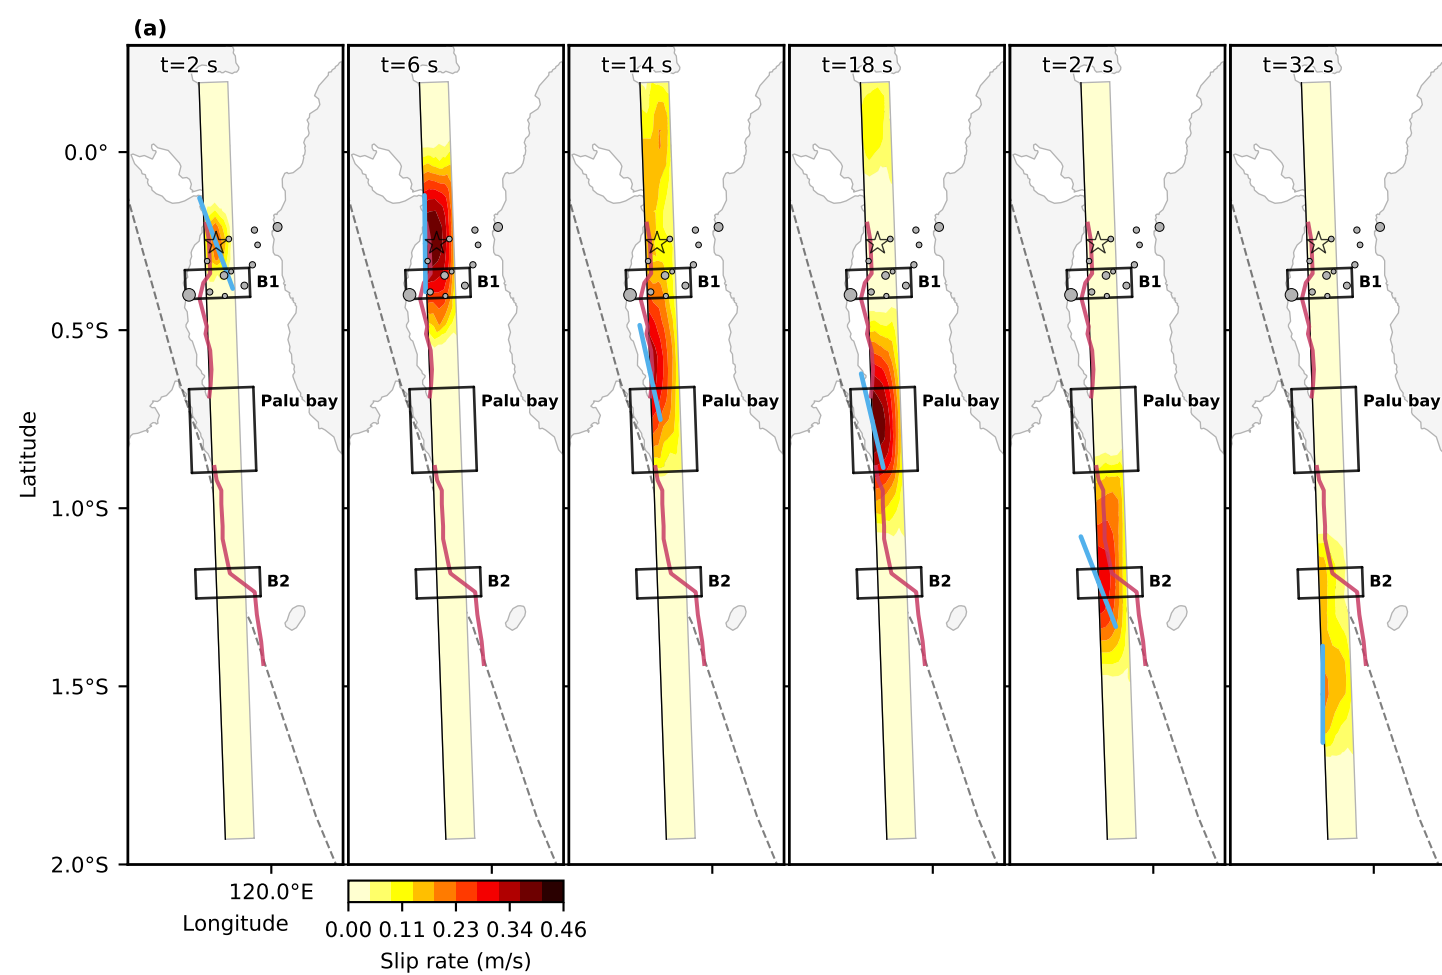 (a)
t=2 s
t=6 s
t=14 s
t=18 s
t=27 s
t=32 s
0.0°
0.5°S
1.0°S
1.5°S
2.0°S
Latitude
B1
Palu bay
B2
B1
Palu bay
B2
B1
Palu bay
B2
B1
Palu bay
B2
B1
Palu bay
B2
B1
Palu bay
B2
120.0°E
Longitude
0.00 0.11 0.23 0.34 0.46
Slip rate (m/s)